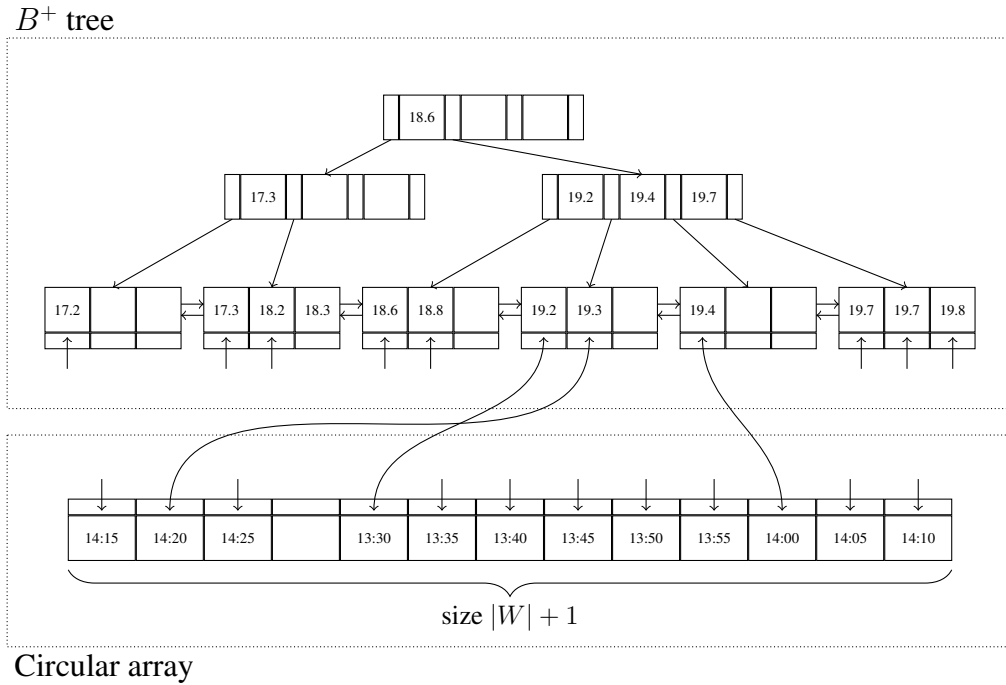 B+ tree
18.6
17.3
19.2 19.4 19.7
17.2 17.3 18.2 18.3 18.6 18.8 19.2 19.3 19.4 19.7 19.7 19.8
14:15 14:20 14:25 13:30 13:35 13:40 13:45 13:50 13:55 14:00 14:05 14:10
size |W| + 1
Circular array